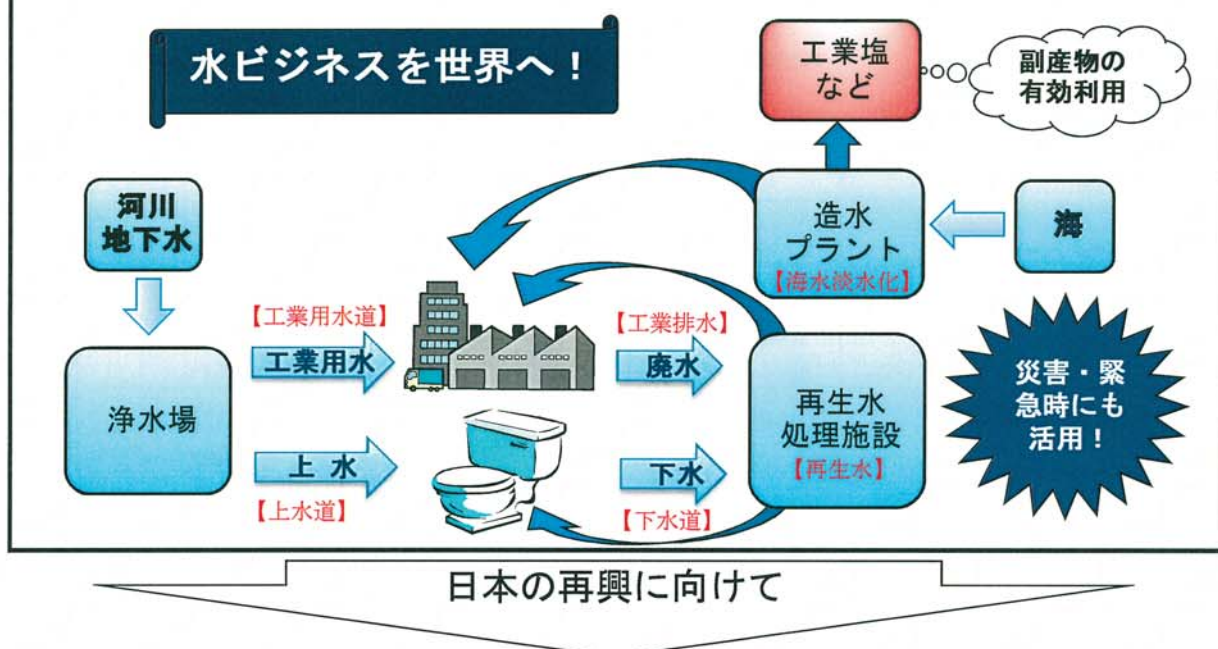 水ビジネスを世界へ！
工業塩
など
副産物の
有効利用
河川
地下水
造水
プラント
【海水淡水化】
海
【工業用水道】
工業用水
【工業排水】
廃水
浄水場
再生水
処理施設
【再生水】
災害・緊
急時にも
活用！
上 水
【上水道】
下水
【下水道】
日本の再興に向けて